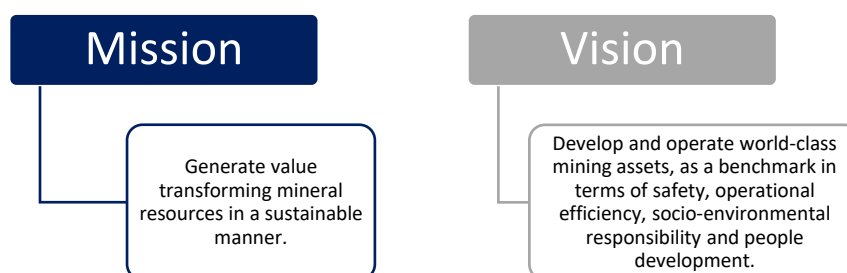 Mission
Generate value
transforming mineral
resources in a sustainable
manner.
Vision
Develop and operate world-class
mining assets, as a benchmark in
terms of safety, operational
efficiency, socio-environmental
responsibility and people
development.